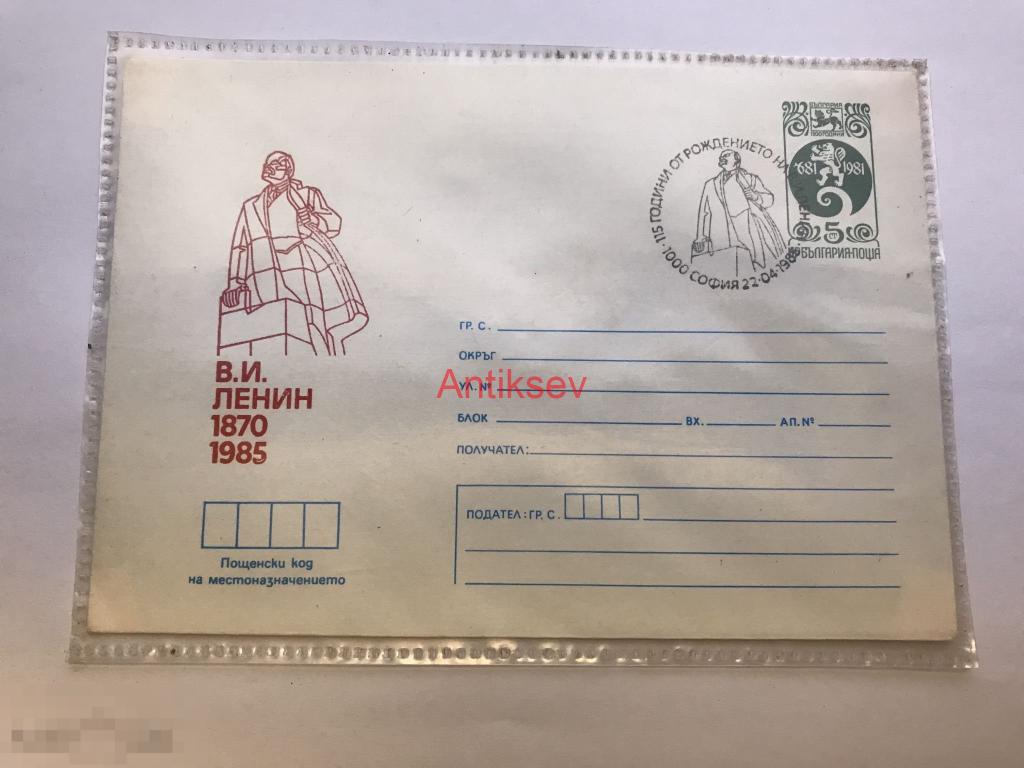 БЪЛГАРИЯ
1300 ГОДИНИ
681 1981
5 СТ
БЪЛГАРИЯ·ПОЩА
115 ГОДИНИ ОТ РОЖДЕНИЕТО НА
· 1000 СОФИЯ 22·04·1985 ·
В.И.
ЛЕНИН
1870
1985
ГР. С.
ОКРЪГ
УЛ. №
БЛОК ВХ. АП. №
ПОЛУЧАТЕЛ:
ПОДАТЕЛ: ГР. С.
Пощенски код
на местоназначението
Antiksev